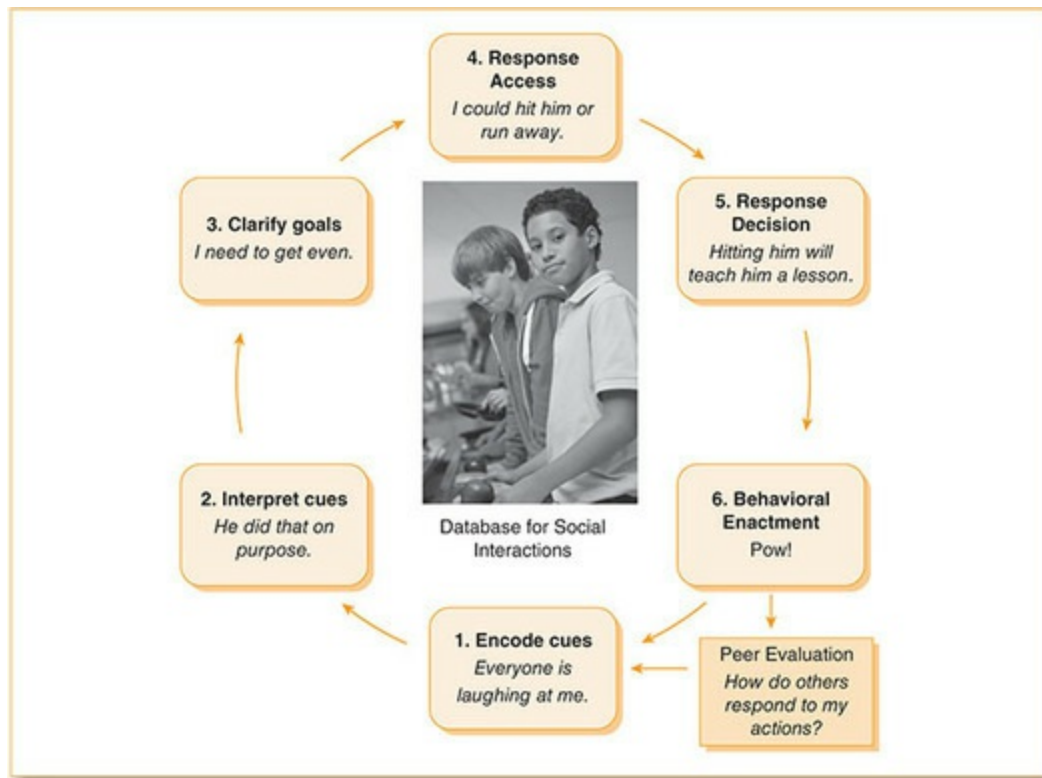 4. Response
Access
I could hit him or
run away.
3. Clarify goals
I need to get even.
5. Response
Decision
Hitting him will
teach him a lesson.
2. Interpret cues
He did that on
purpose.
Database for Social
Interactions
6. Behavioral
Enactment
Pow!
1. Encode cues
Everyone is
laughing at me.
Peer Evaluation
How do others
respond to my
actions?